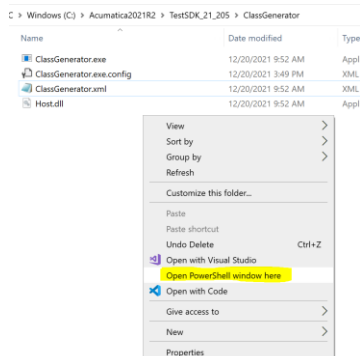 C > Windows (C:) > Acumatica2021R2 > TestSDK_21_205 > ClassGenerator
Name Date modified Type
ClassGenerator.exe 12/20/2021 9:52 AM Appl
ClassGenerator.exe.config 12/20/2021 3:49 PM XML
ClassGenerator.xml 12/20/2021 9:52 AM XML
Host.dll 12/20/2021 9:52 AM Appl
View
Sort by
Group by
Refresh
Customize this folder...
Paste
Paste shortcut
Undo Delete Ctrl+Z
Open with Visual Studio
Open PowerShell window here
Open with Code
Give access to
New
Properties